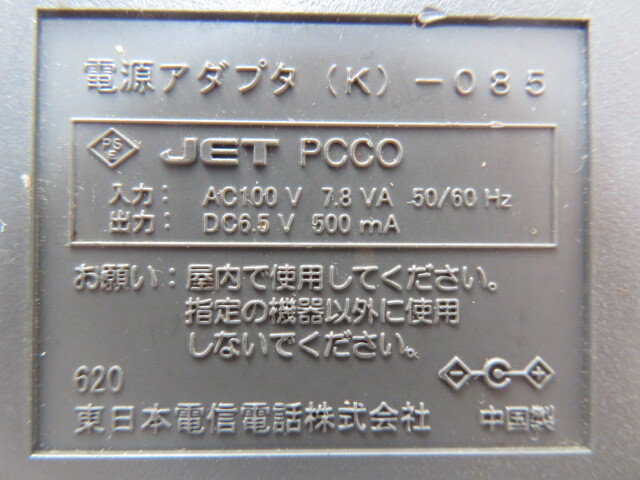 電源アダプタ(K)-085
PS E JET PCCO
入力: AC100 V 7.8 VA 50/60 Hz
出力: DC6.5 V 500 mA
お願い:屋内で使用してください。
指定の機器以外に使用
しないでください。
620
- C +
東日本電信電話株式会社 中国製